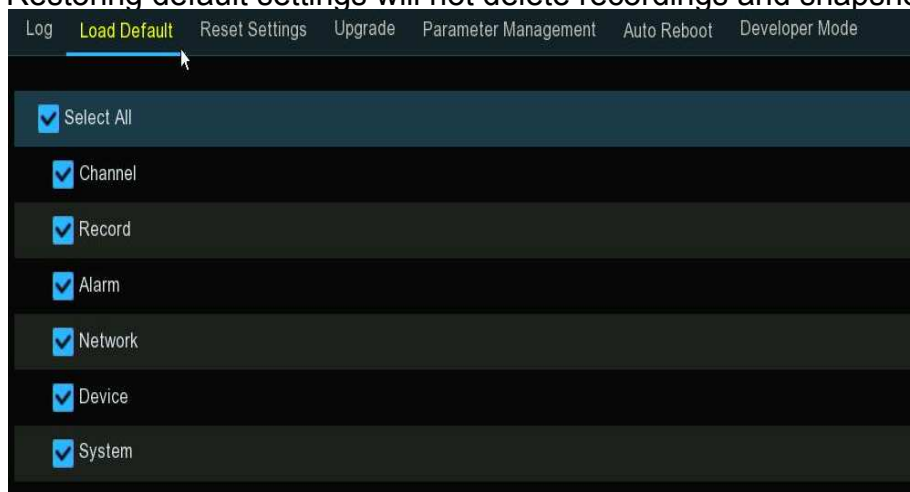 Restoring default settings will not delete recordings and
Log Load Default Reset Settings Upgrade Parameter Management Auto Reboot Developer Mode
Select All
Channel
Record
Alarm
Network
Device
System